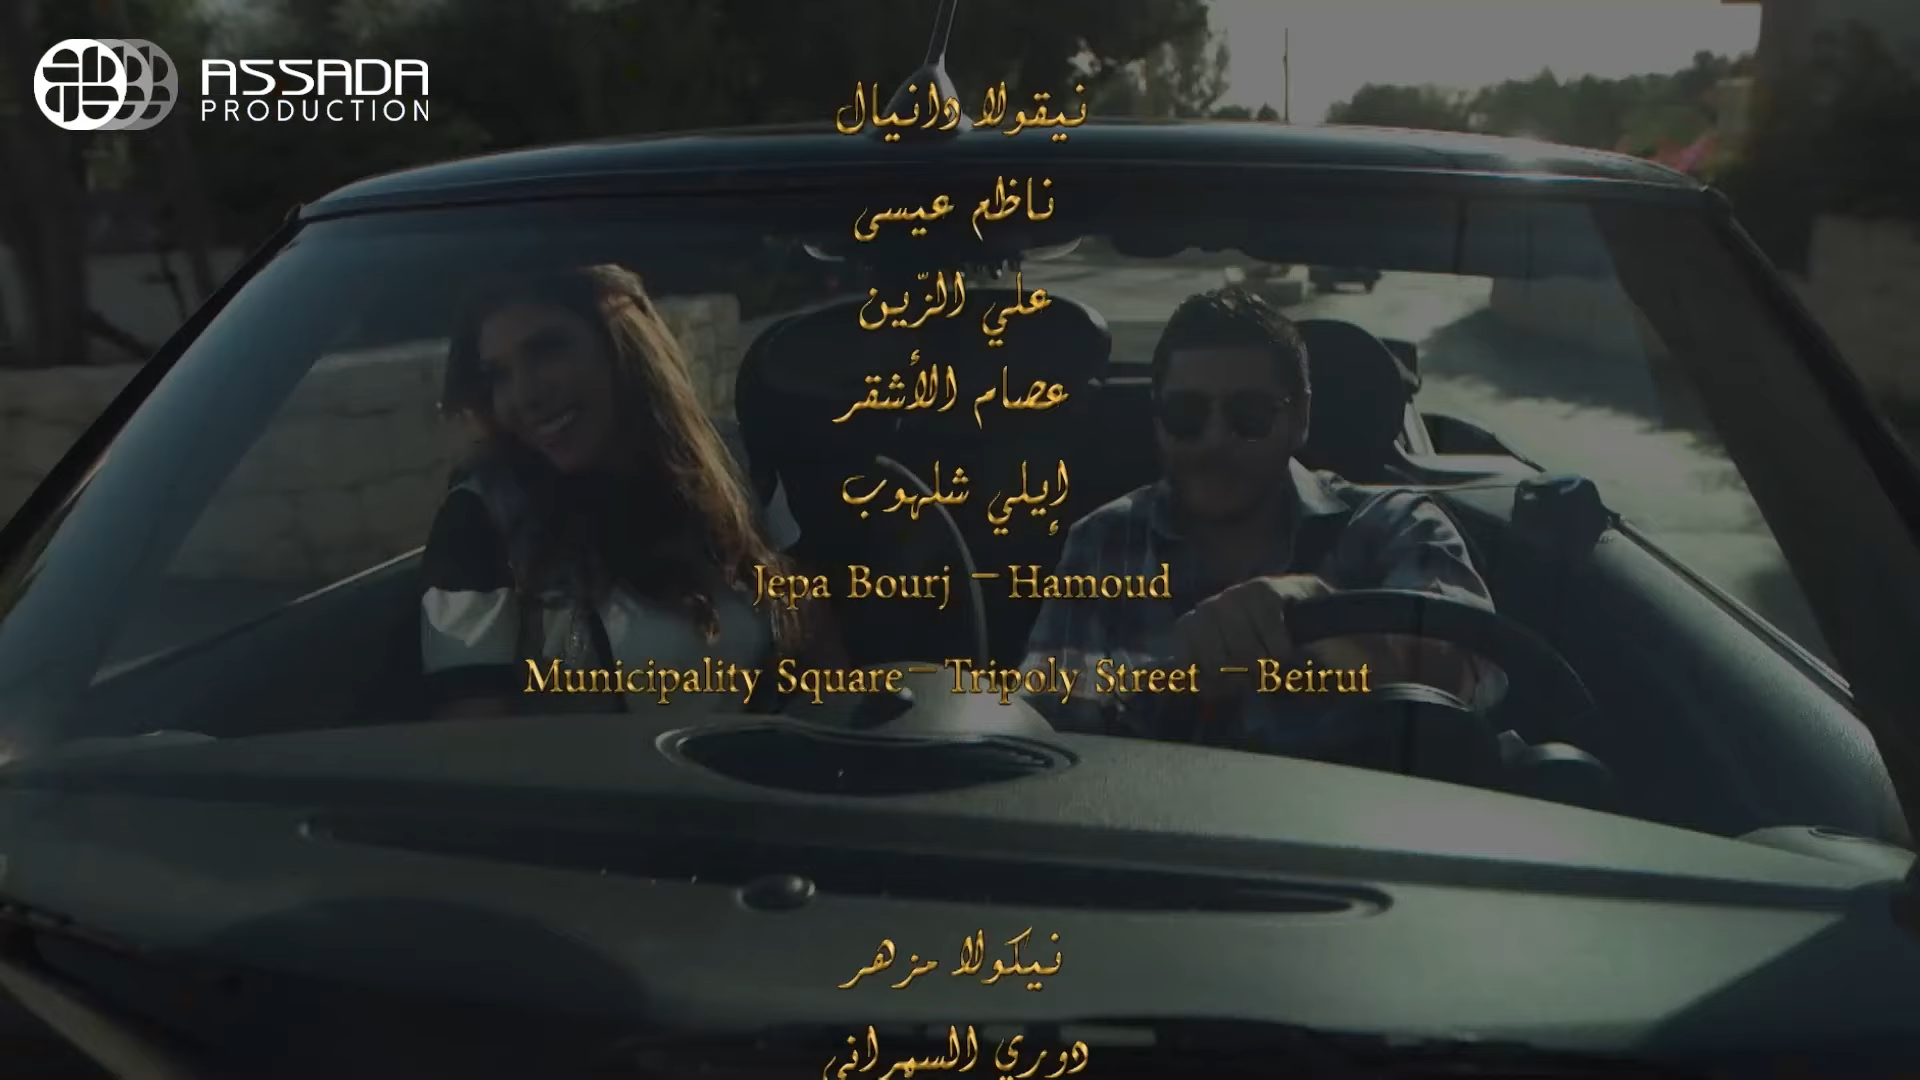 ASSADA
PRODUCTION
نيقولا دانيال
ناظم عيسى
علي الزّين
عصام الأشقر
إيلي شلهوب
Jepa Bourj – Hamoud
Municipality Square – Tripoly Street – Beirut
نيكولا مزهر
دوري السمراني